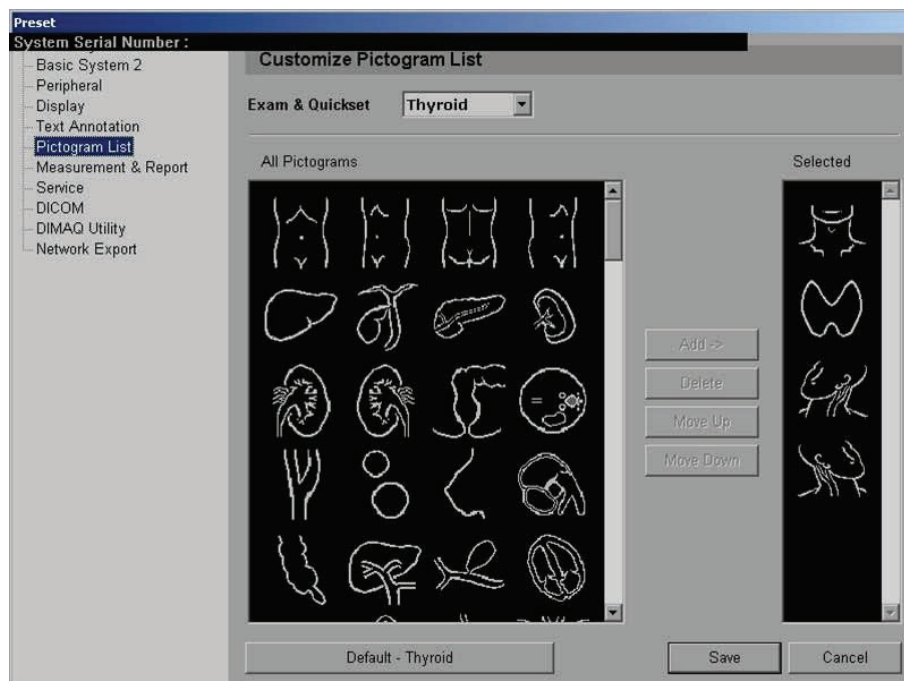 Preset
System Serial Number :
Basic System 2
Peripheral
Display
Text Annotation
Pictogram List
Measurement & Report
Service
DICOM
DIMAQ Utility
Network Export
Customize Pictogram List
Exam & Quickset
Thyroid
All Pictograms
Selected
Add ->
Delete
Move Up
Move Down
Default - Thyroid
Save
Cancel